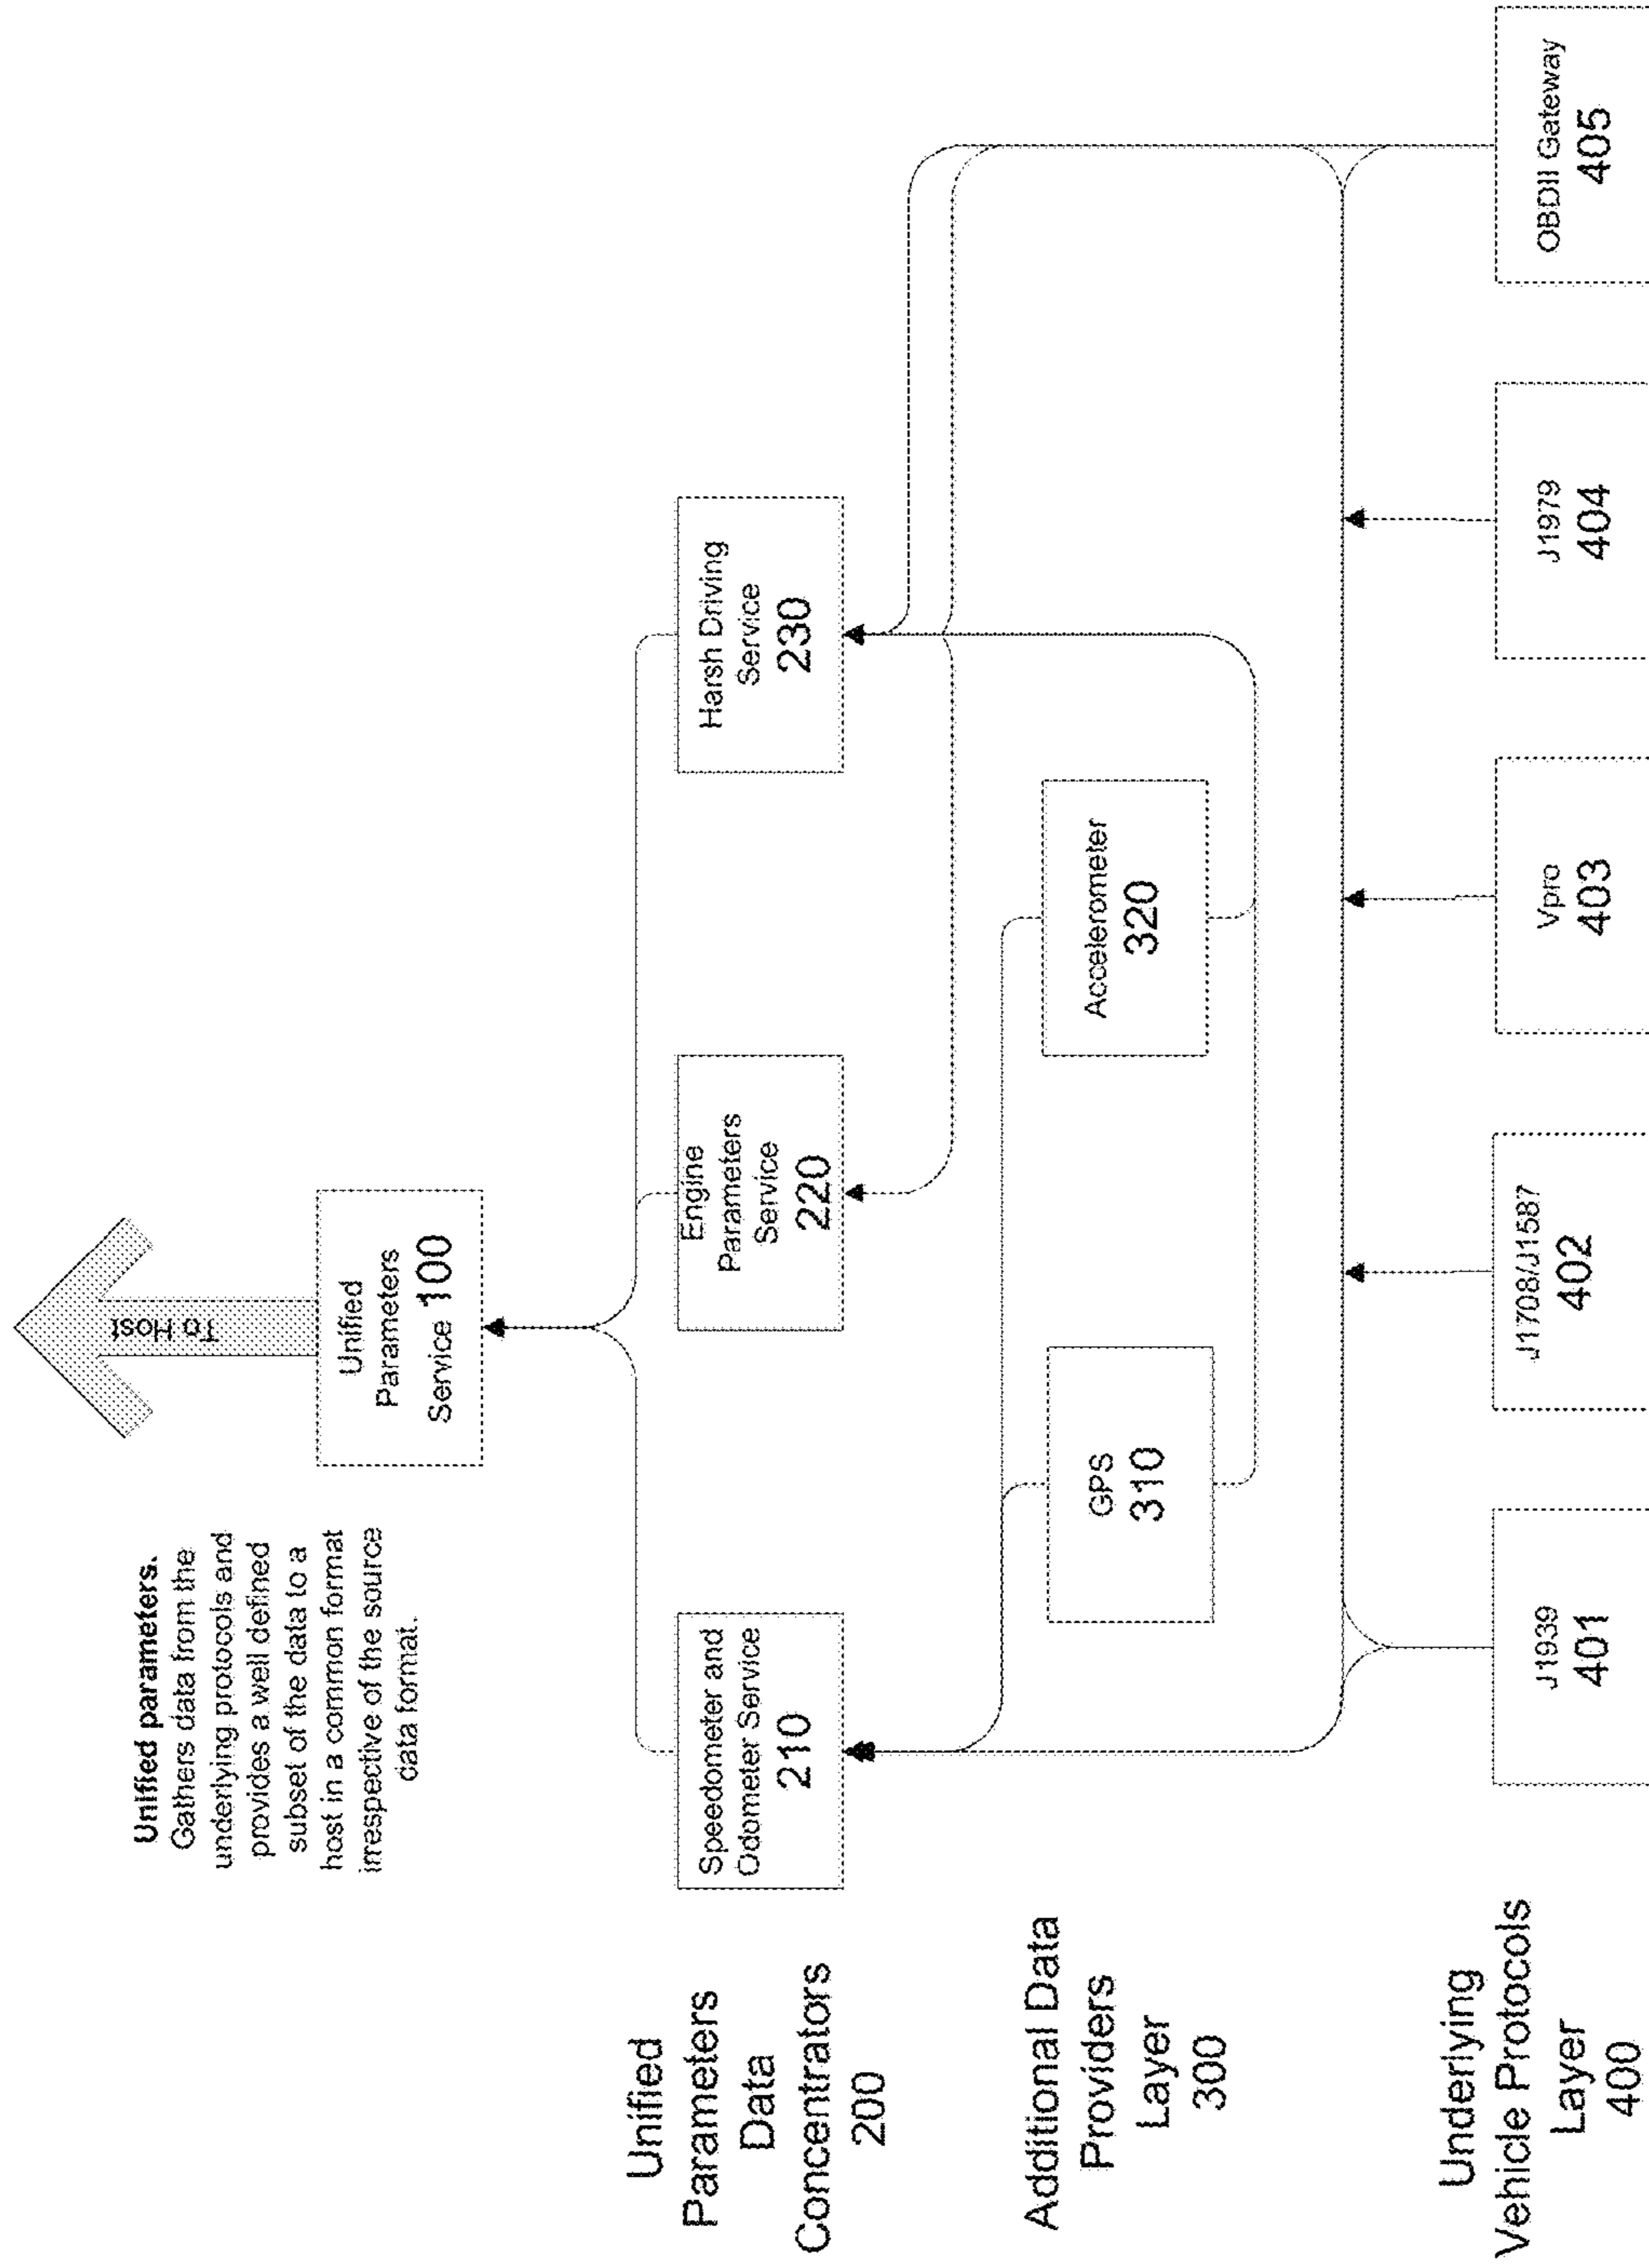 To Host
Unified parameters.
Gathers data from the
underlying protocols and
provides a well defined
subset of the data to a
host in a common format
irrespective of the source
data format.
Unified
Parameters
Service 100
Unified
Parameters
Data
Concentrators
200
Speedometer and
Odometer Service
210
Engine
Parameters
Service
220
Harsh Driving
Service
230
Additional Data
Providers
Layer
300
GPS
310
Accelerometer
320
Underlying
Vehicle Protocols
Layer
400
J1939
401
J1708/J1587
402
Vpro
403
J1979
404
OBDII Gateway
405